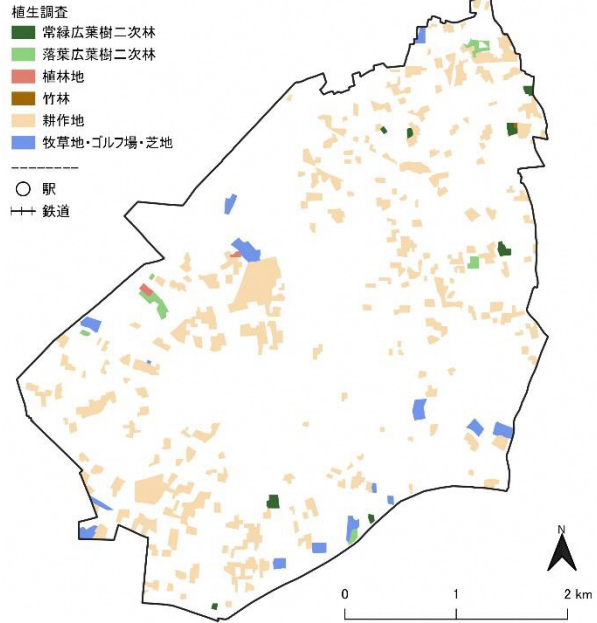 植生調査
常緑広葉樹二次林
落葉広葉樹二次林
植林地
竹林
耕作地
牧草地・ゴルフ場・芝地
--------
駅
鉄道
N
0 1 2 km